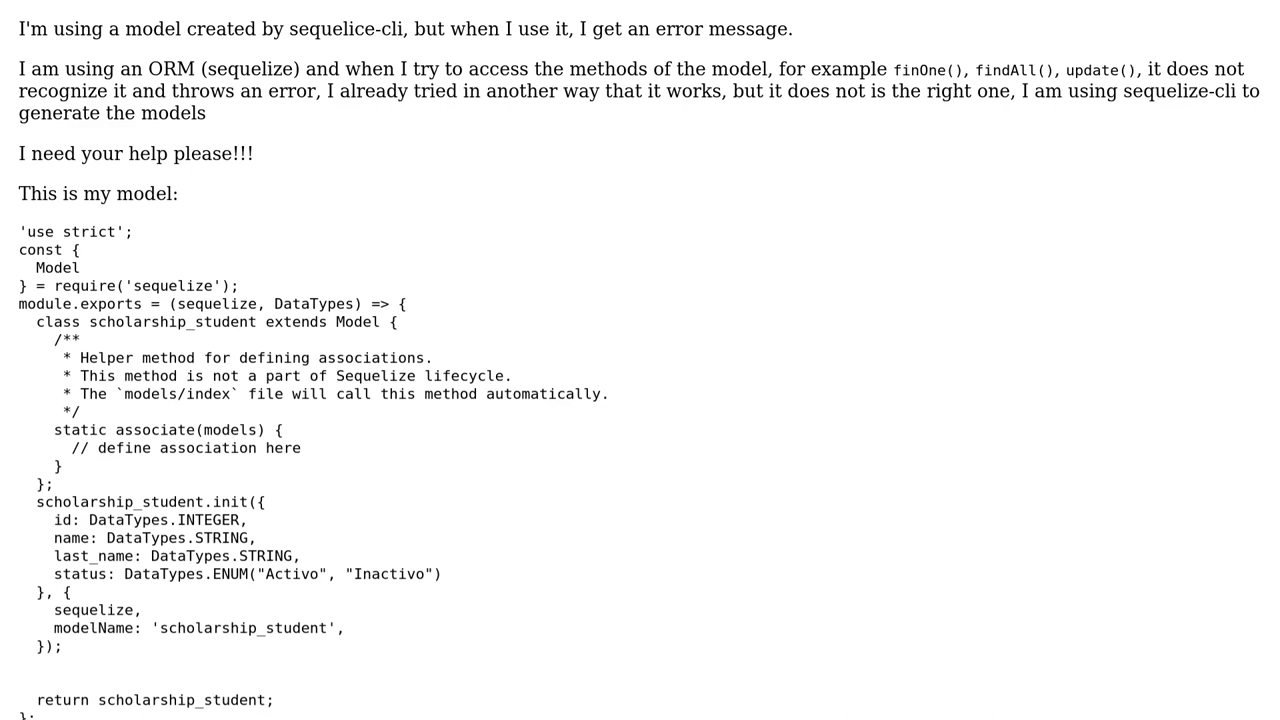 I'm using a model created by sequelice-cli, but when I use it, I get an error message.
I am using an ORM (sequelize) and when I try to access the methods of the model, for example finOne(), findAll(), update(), it does not
recognize it and throws an error, I already tried in another way that it works, but it does not is the right one, I am using sequelize-cli to
generate the models
I need your help please!!!
This is my model:
'use strict';
const {
  Model
} = require('sequelize');
module.exports = (sequelize, DataTypes) => {
  class scholarship_student extends Model {
    /**
     * Helper method for defining associations.
     * This method is not a part of Sequelize lifecycle.
     * The `models/index` file will call this method automatically.
     */
    static associate(models) {
      // define association here
    }
  };
  scholarship_student.init({
    id: DataTypes.INTEGER,
    name: DataTypes.STRING,
    last_name: DataTypes.STRING,
    status: DataTypes.ENUM("Activo", "Inactivo")
  }, {
    sequelize,
    modelName: 'scholarship_student',
  });
  return scholarship_student;
};